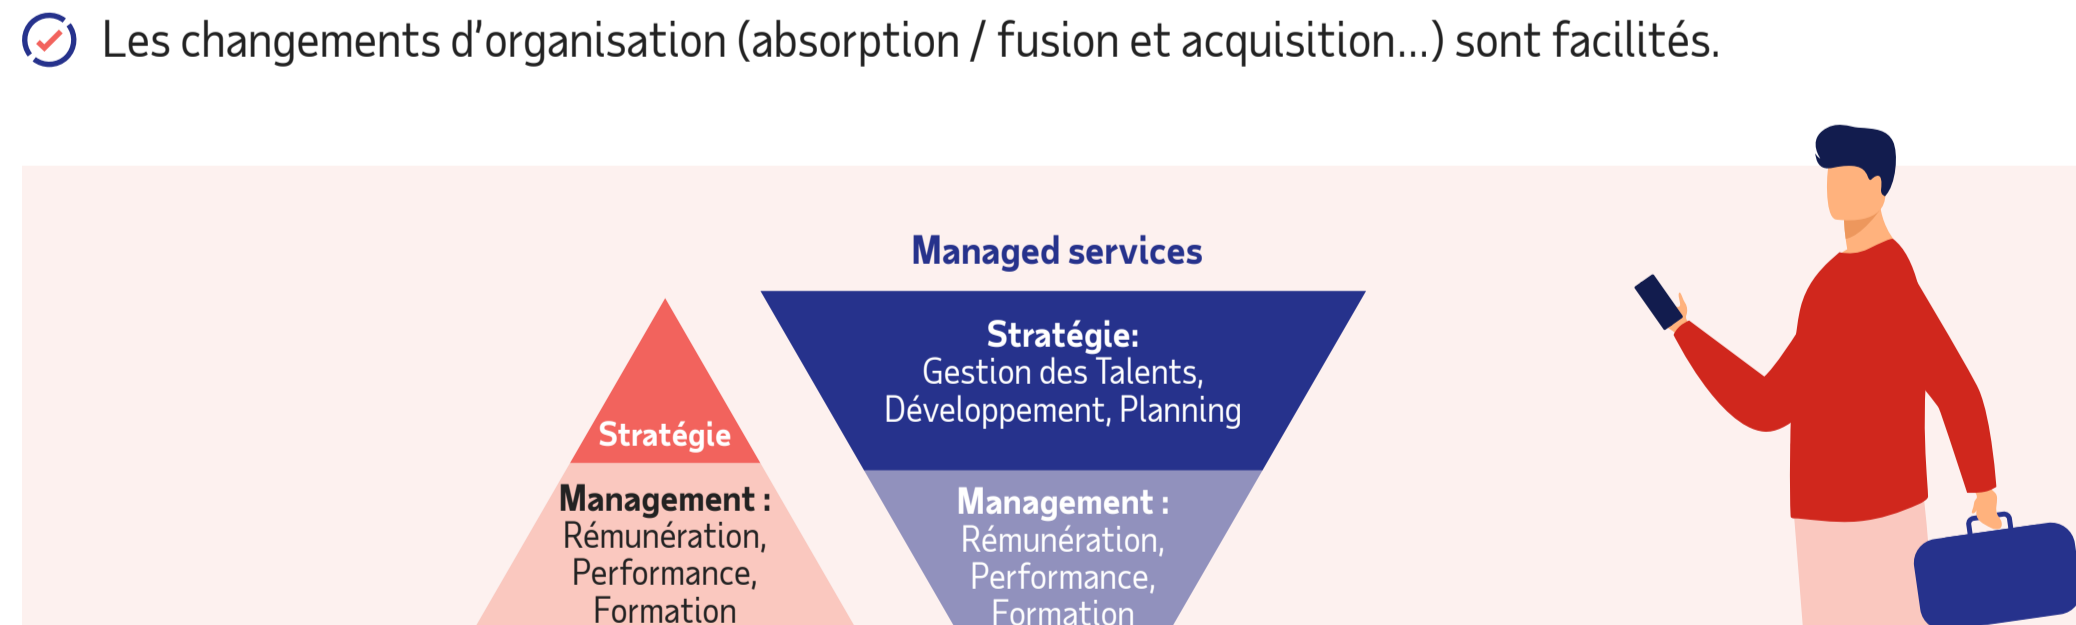 Les changements d'organisation (absorption / fusion et acquisition...) sont facilités.
Managed services
Stratégie
Management :
Rémunération,
Performance,
Formation
Stratégie:
Gestion des Talents,
Développement, Planning
Management :
Rémunération,
Performance,
Formation